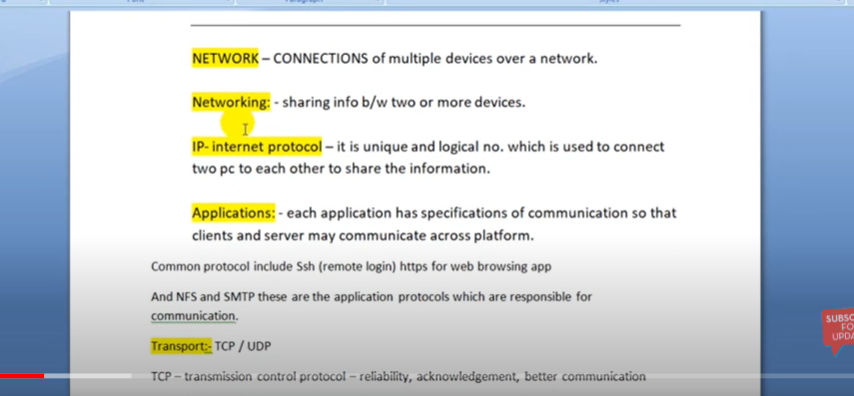 NETWORK – CONNECTIONS of multiple devices over a network.
Networking: - sharing info b/w two or more devices.
IP- internet protocol – it is unique and logical no. which is used to connect
two pc to each other to share the information.
Applications: - each application has specifications of communication so that
clients and server may communicate across platform.
Common protocol include Ssh (remote login) https for web browsing app
And NFS and SMTP these are the application protocols which are responsible for
communication.
Transport:- TCP / UDP
TCP – transmission control protocol – reliability, acknowledgement, better communication